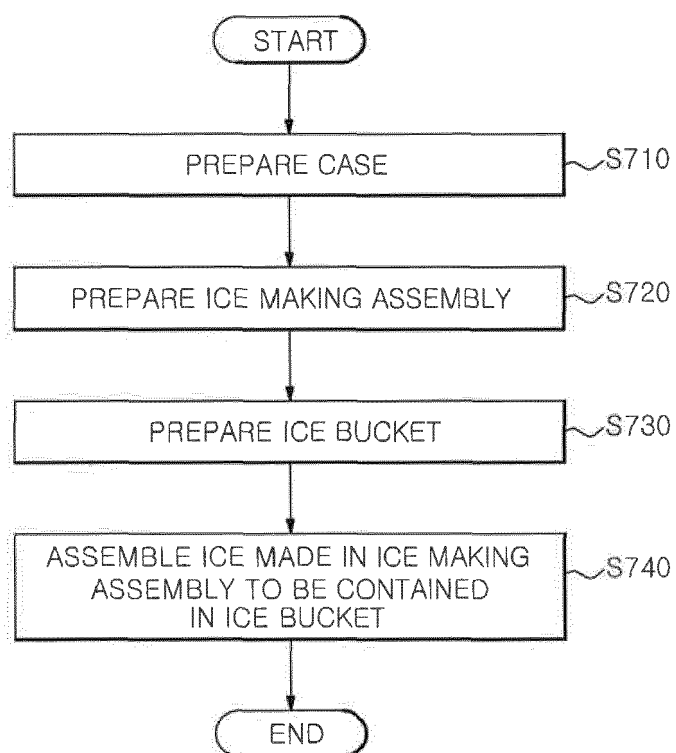 START
PREPARE CASE
S710
PREPARE ICE MAKING ASSEMBLY
S720
PREPARE ICE BUCKET
S730
ASSEMBLE ICE MADE IN ICE MAKING
ASSEMBLY TO BE CONTAINED
IN ICE BUCKET
S740
END